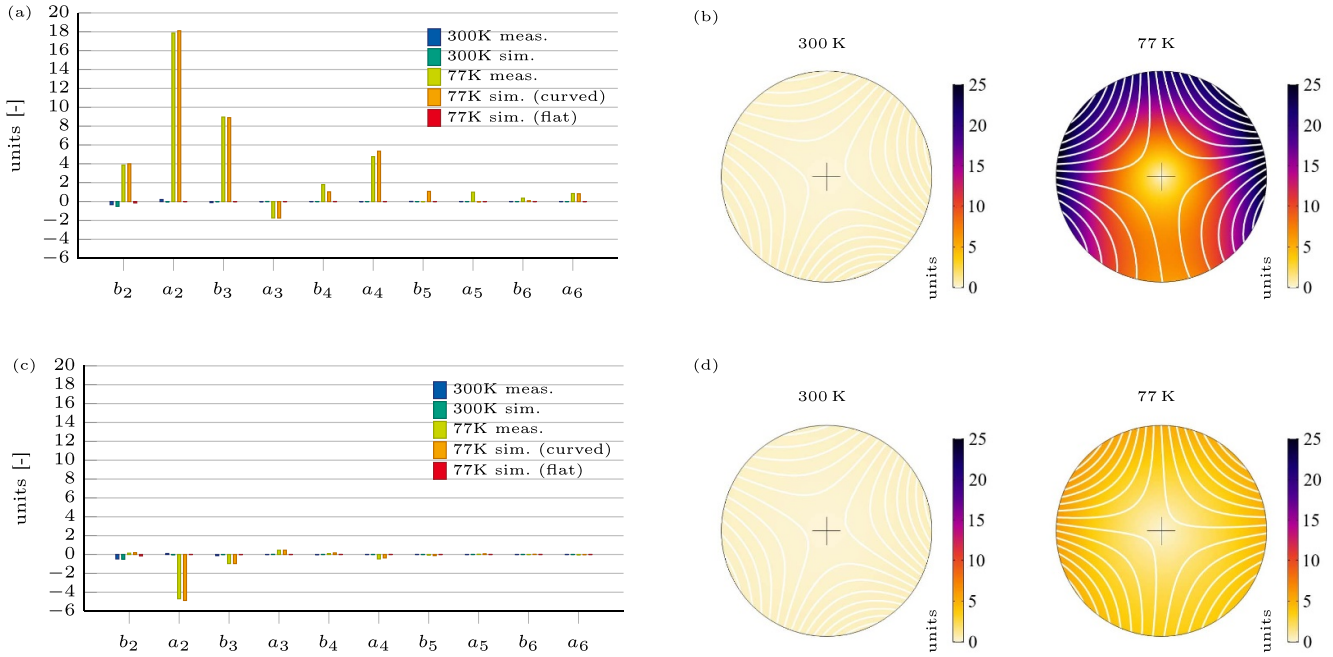 (a)
units [-]
20
18
16
14
12
10
8
6
4
2
0
−2
−4
−6
b2 a2 b3 a3 b4 a4 b5 a5 b6 a6
300K meas.
300K sim.
77K meas.
77K sim. (curved)
77K sim. (flat)
(b)
300 K
25
20
15
10
5
0
units
77 K
25
20
15
10
5
0
units
(c)
units [-]
20
18
16
14
12
10
8
6
4
2
0
−2
−4
−6
b2 a2 b3 a3 b4 a4 b5 a5 b6 a6
300K meas.
300K sim.
77K meas.
77K sim. (curved)
77K sim. (flat)
(d)
300 K
25
20
15
10
5
0
units
77 K
25
20
15
10
5
0
units